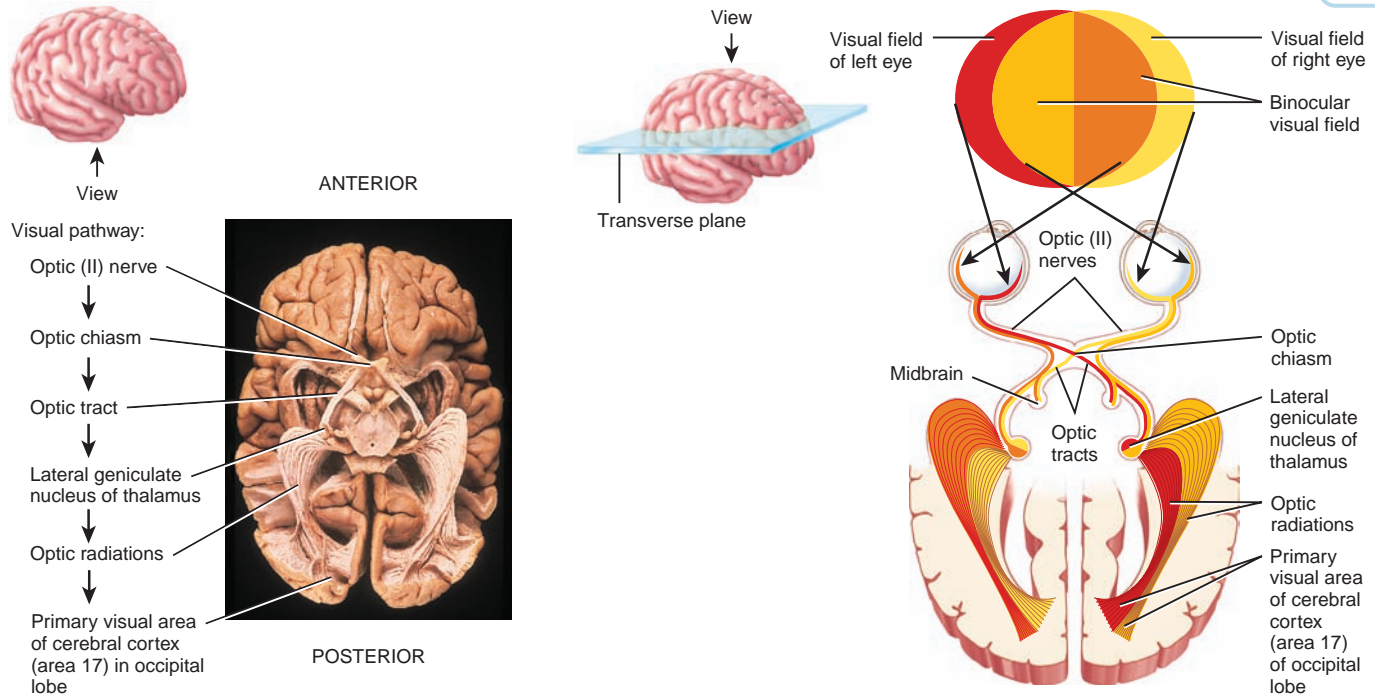 View
ANTERIOR
Visual pathway:
Optic (II) nerve
Optic chiasm
Optic tract
Lateral geniculate
nucleus of thalamus
Optic radiations
Primary visual area
of cerebral cortex
(area 17) in occipital
lobe
POSTERIOR
View
Transverse plane
Visual field
of left eye
Visual field
of right eye
Binocular
visual field
Optic (II)
nerves
Optic
chiasm
Midbrain
Lateral
geniculate
nucleus of
thalamus
Optic
tracts
Optic
radiations
Primary
visual area
of cerebral
cortex
(area 17)
of occipital
lobe